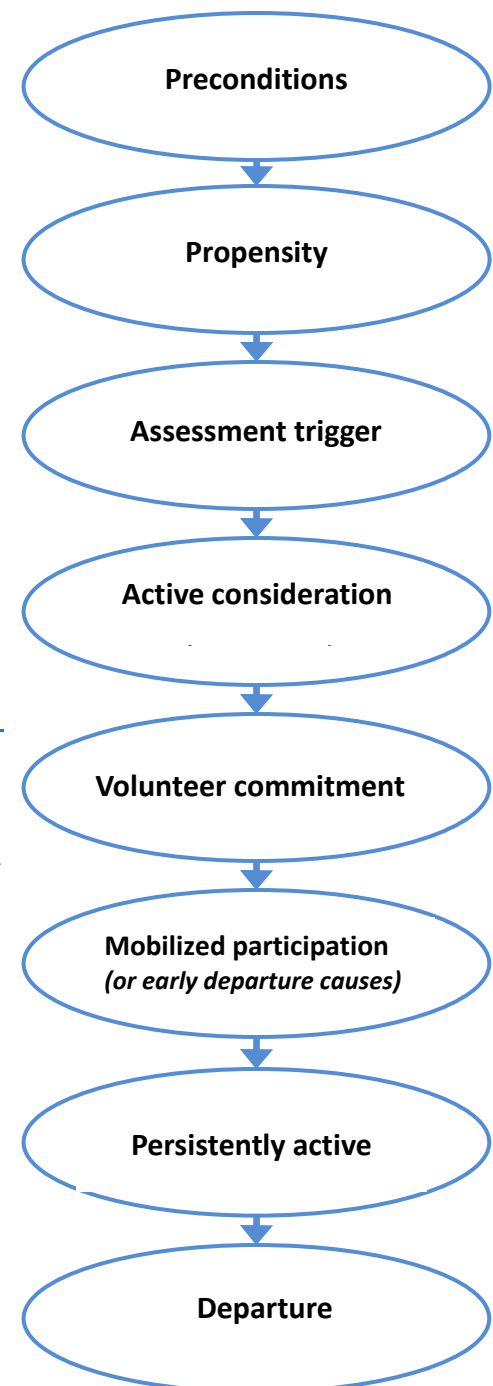 Preconditions
Propensity
Assessment trigger
Active consideration
Volunteer commitment
Mobilized participation
(or early departure causes)
Persistently active
Departure